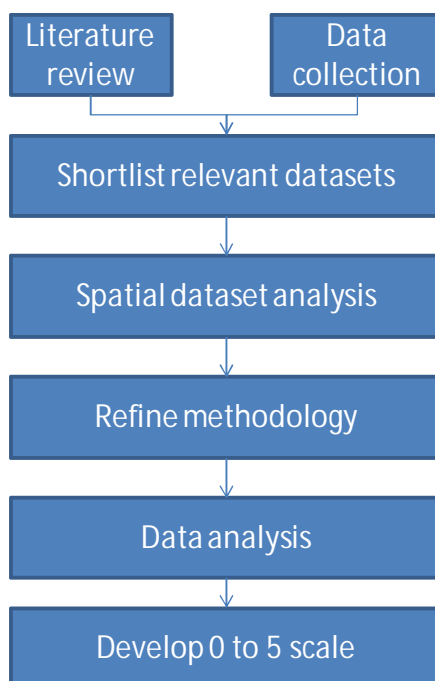 Literature
review
Data
collection
Shortlist relevant datasets
Spatial dataset analysis
Refine methodology
Data analysis
Develop 0 to 5 scale